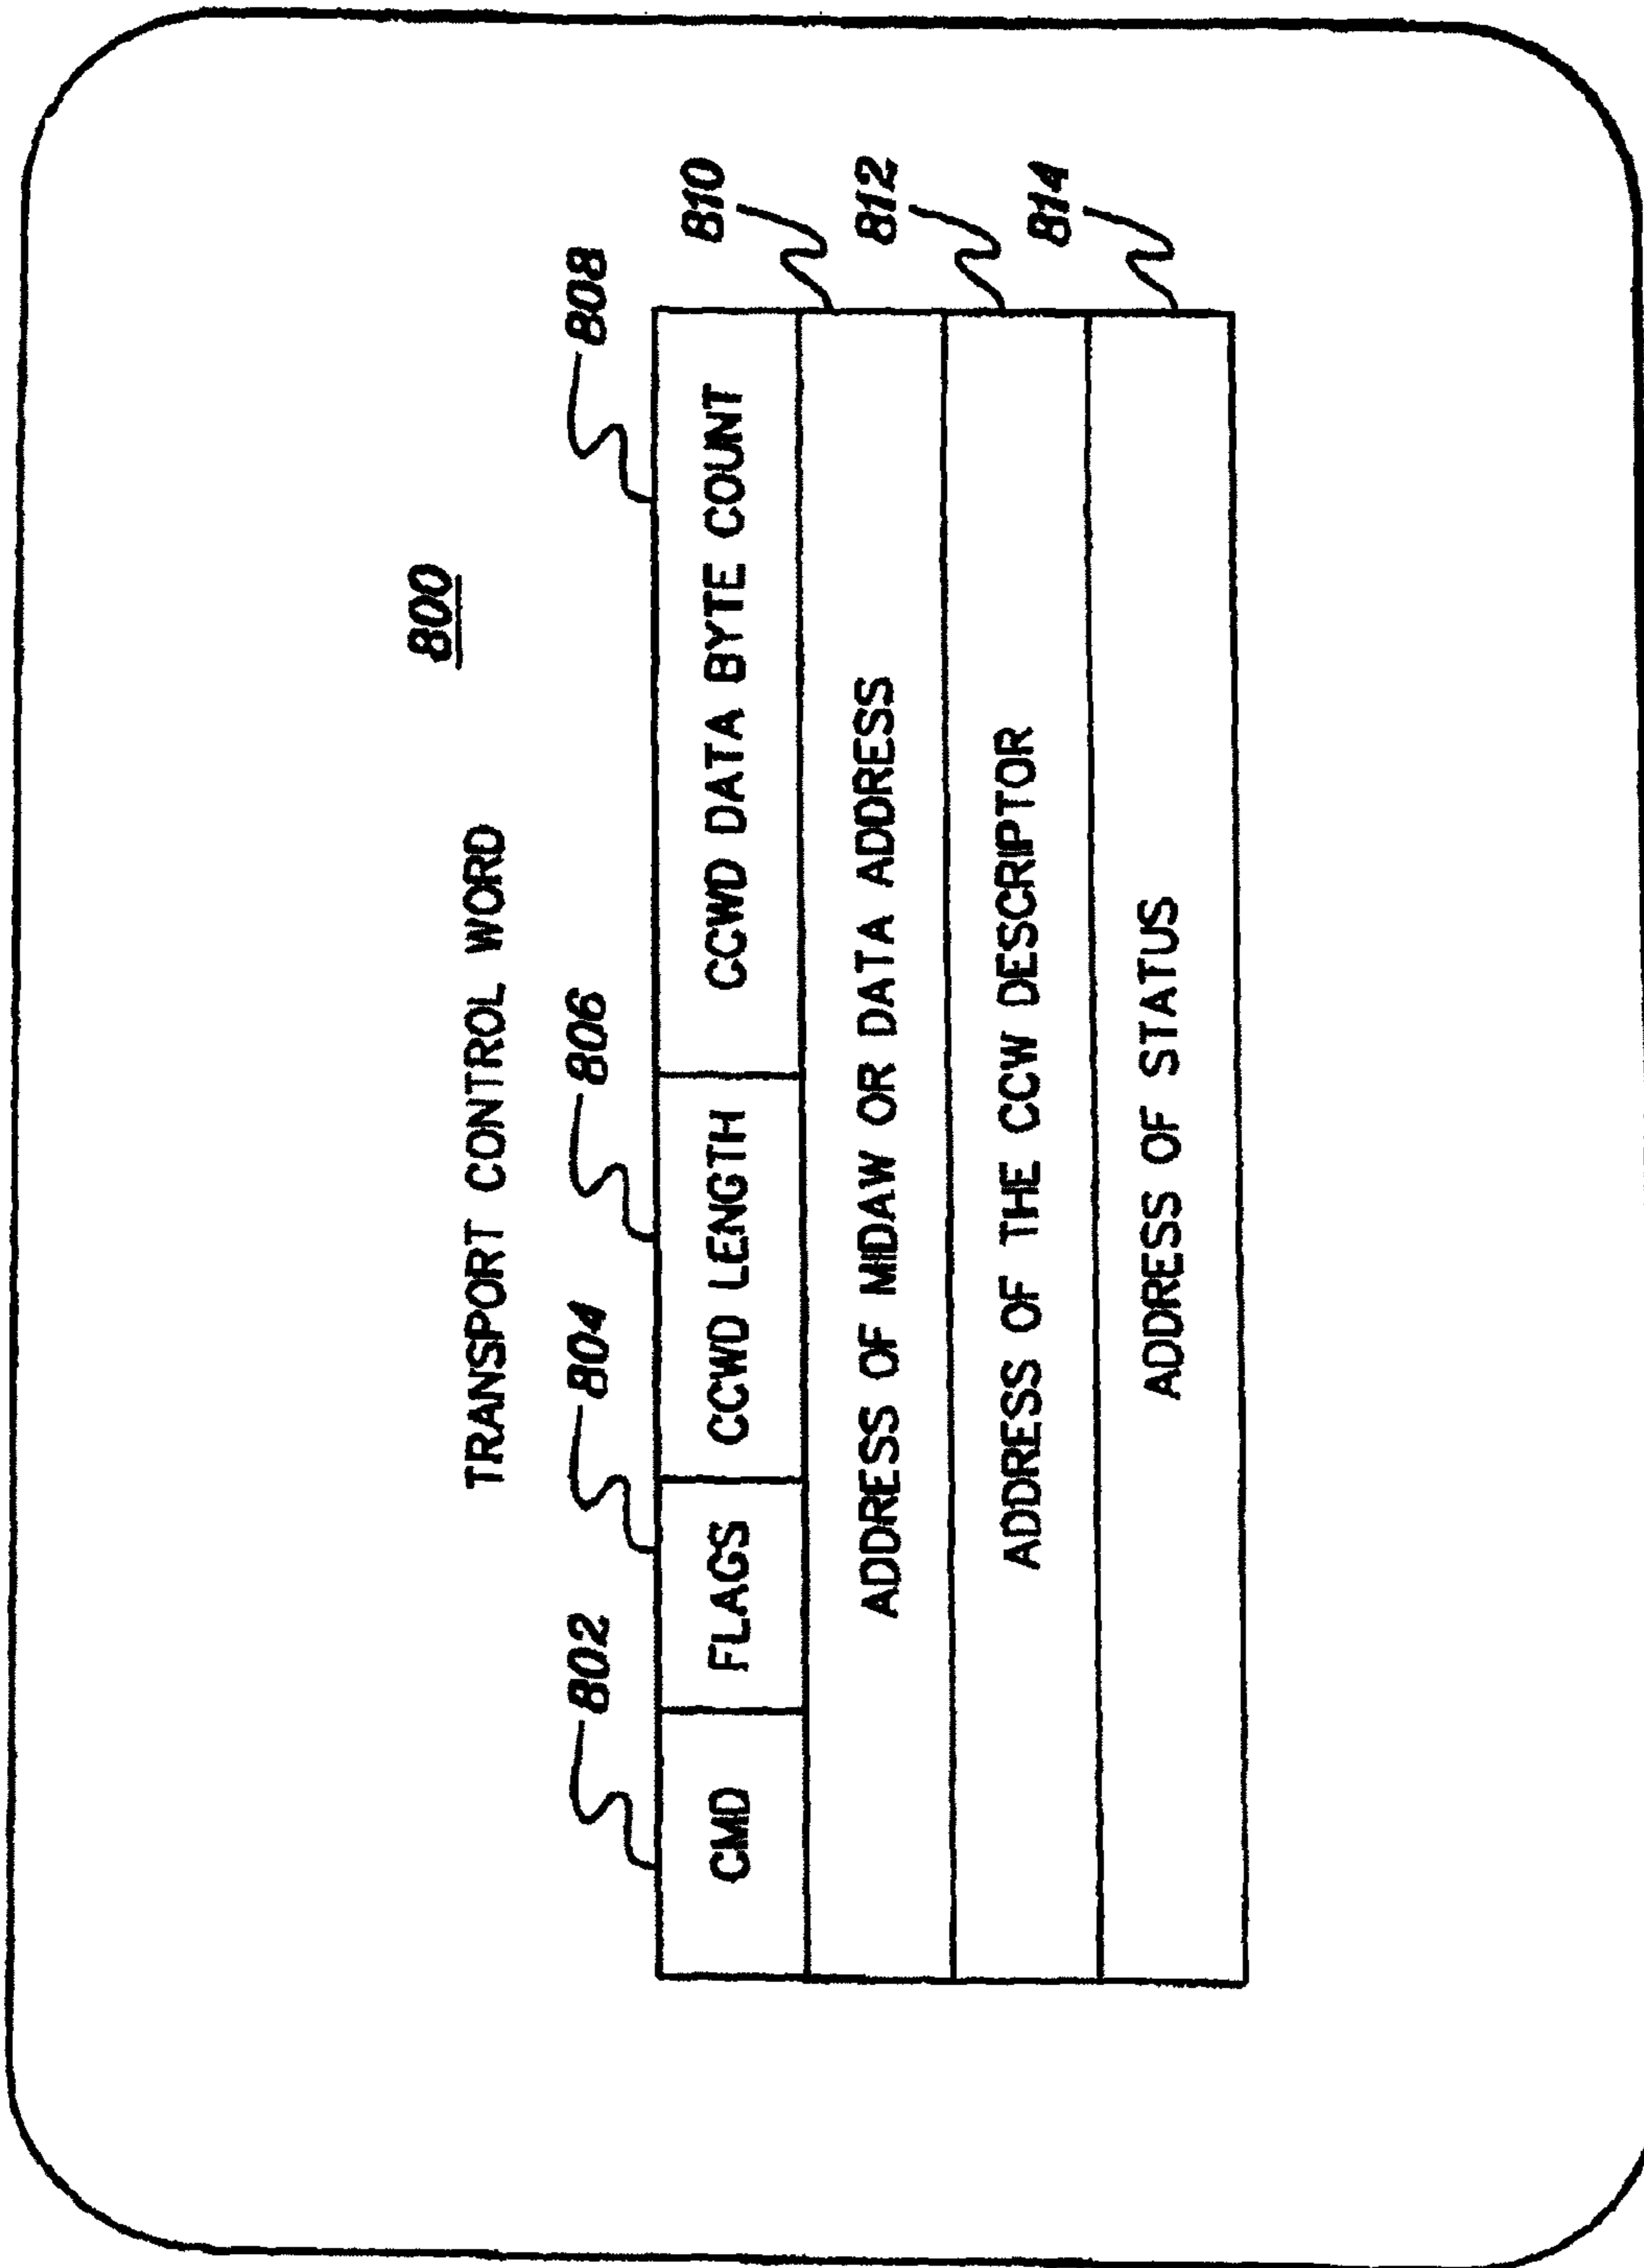 800
TRANSPORT CONTROL WORD
802 804 806 808
CMD FLAGS CCWD LENGTH CCWD DATA BYTE COUNT
810
ADDRESS OF MIDAW OR DATA ADDRESS
812
ADDRESS OF THE CCW DESCRIPTOR
814
ADDRESS OF STATUS